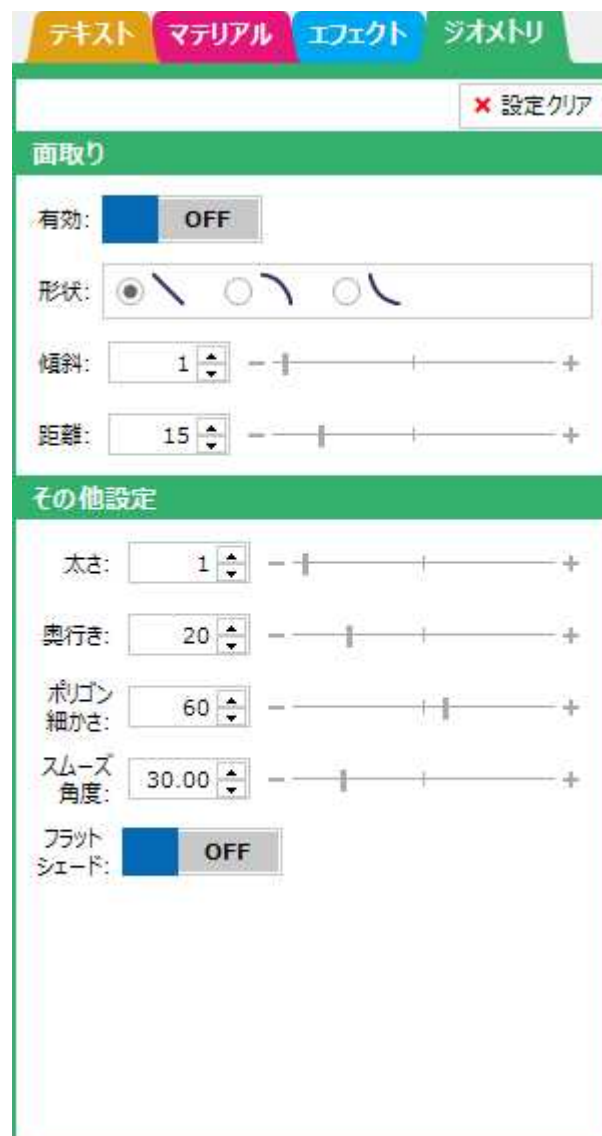 テキスト マテリアル エフェクト ジオメトリ
設定クリア
面取り
有効: OFF
形状:
傾斜: 1
距離: 15
その他設定
太さ: 1
奥行き: 20
ポリゴン
細かさ: 60
スムーズ
角度: 30.00
フラット
シェード: OFF